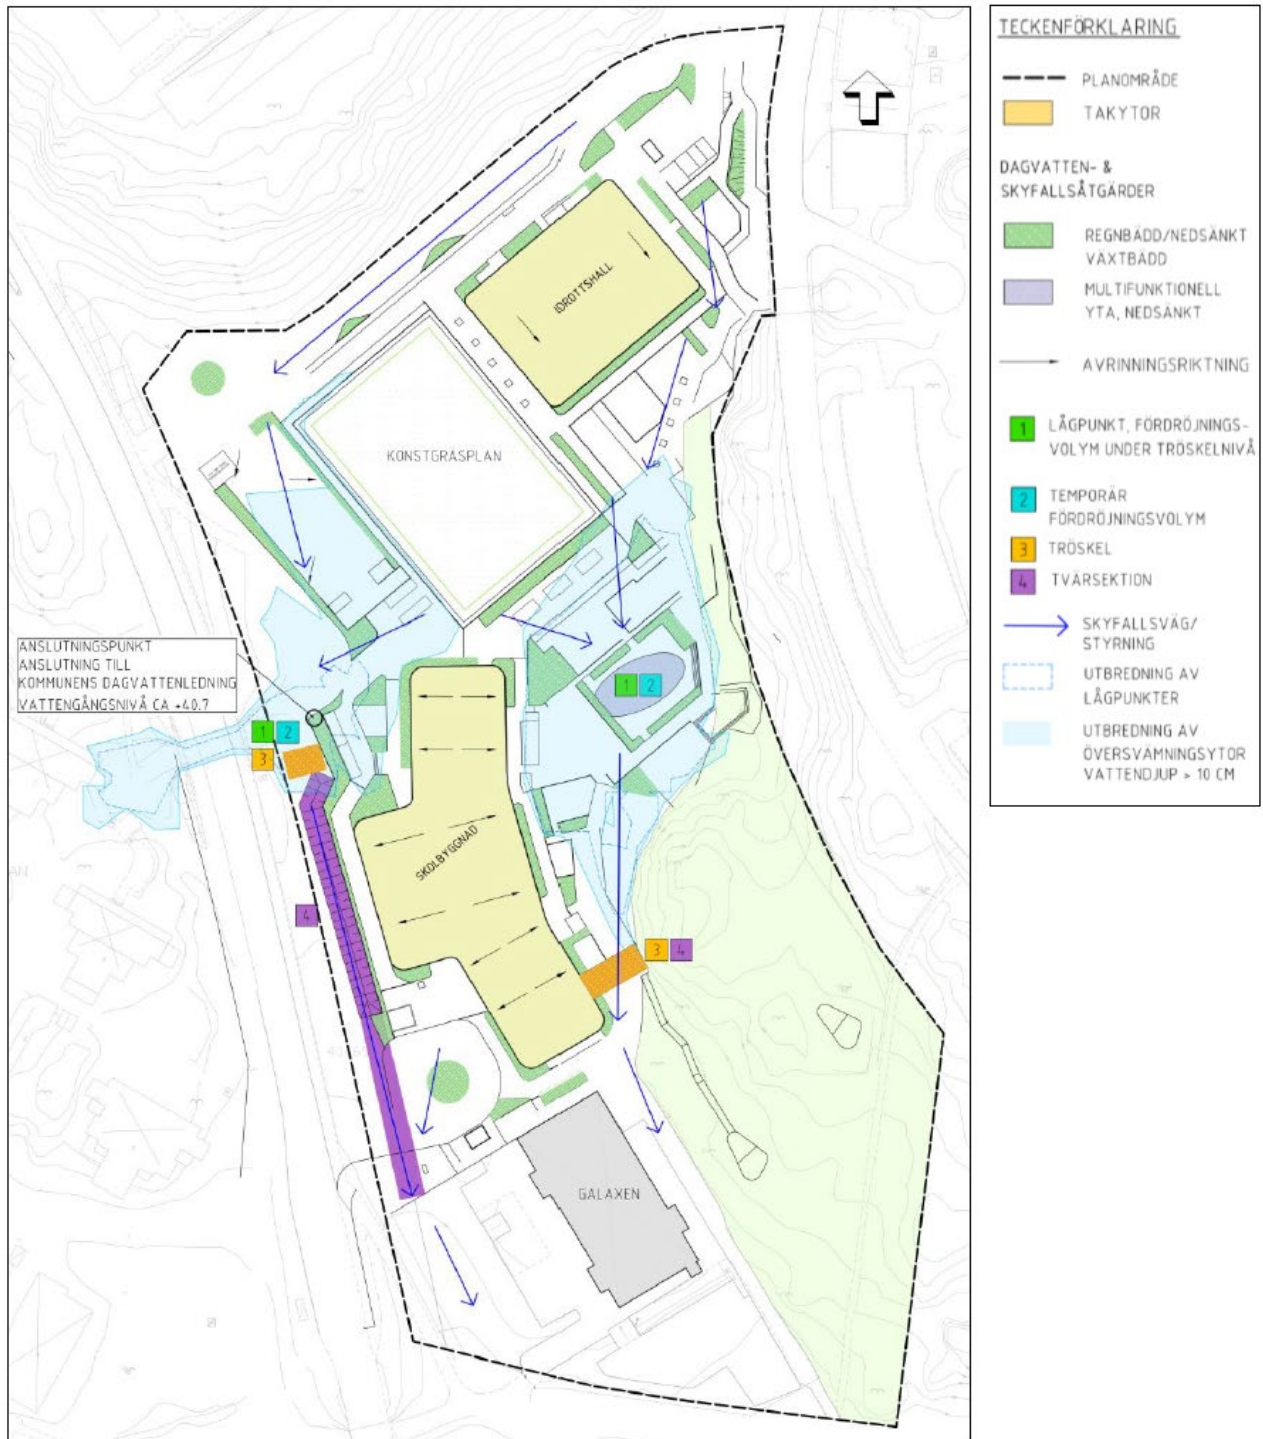 IDROTTSHALL
KONSTGRÄSPLAN
ANSLUTNINGSPUNKT
ANSLUTNING TILL
KOMMUNENS DAGVATTENLEDNING
VATTENGÅNGSNIVÅ CA +40.7
1 2
1 2
3
SKOLBYGGNAD
4
3 4
GALAXEN
TECKENFÖRKLARING
PLANOMRÅDE
TAKYTOR
DAGVATTEN- &
SKYFALLSÅTGÄRDER
REGNBÄDD/NEDSÄNKT
VÄXTBÄDD
MULTIFUNKTIONELL
YTA, NEDSÄNKT
AVRINNINGSRIKTNING
1 LÅGPUNKT, FÖRDRÖJNINGS-
VOLYM UNDER TRÖSKELNIVÅ
2 TEMPORÄR
FÖRDRÖJNINGSVOLYM
3 TRÖSKEL
4 TVÄRSEKTION
SKYFALLSVÄG/
STYRNING
UTBREDNING AV
LÅGPUNKTER
UTBREDNING AV
ÖVERSVÄMNINGSYTOR
VATTENDJUP > 10 CM